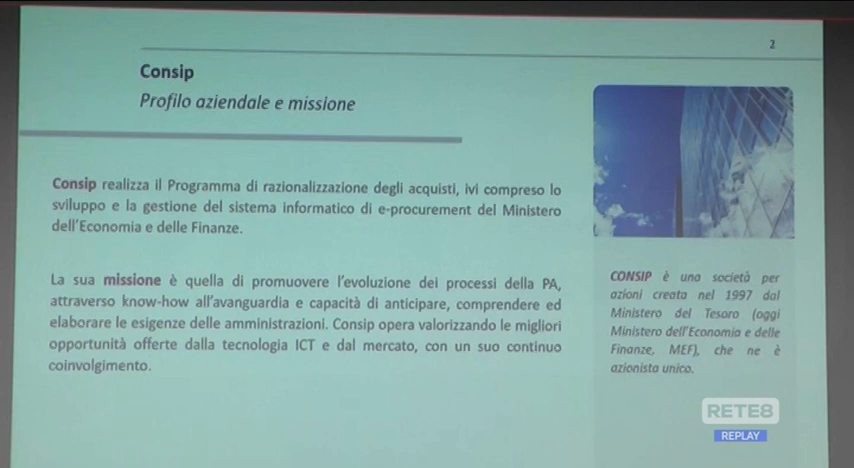 2
Consip
Profilo aziendale e missione
Consip realizza il Programma di razionalizzazione degli acquisti, ivi compreso lo
sviluppo e la gestione del sistema informatico di e-procurement del Ministero
dell'Economia e delle Finanze.
La sua missione è quella di promuovere l'evoluzione dei processi della PA,
attraverso know-how all'avanguardia e capacità di anticipare, comprendere ed
elaborare le esigenze delle amministrazioni. Consip opera valorizzando le migliori
opportunità offerte dalla tecnologia ICT e dal mercato, con un suo continuo
coinvolgimento.
CONSIP è una società per
azioni creata nel 1997 dal
Ministero del Tesoro (oggi
Ministero dell'Economia e delle
Finanze, MEF), che ne è
azionista unico.
RETE8
REPLAY